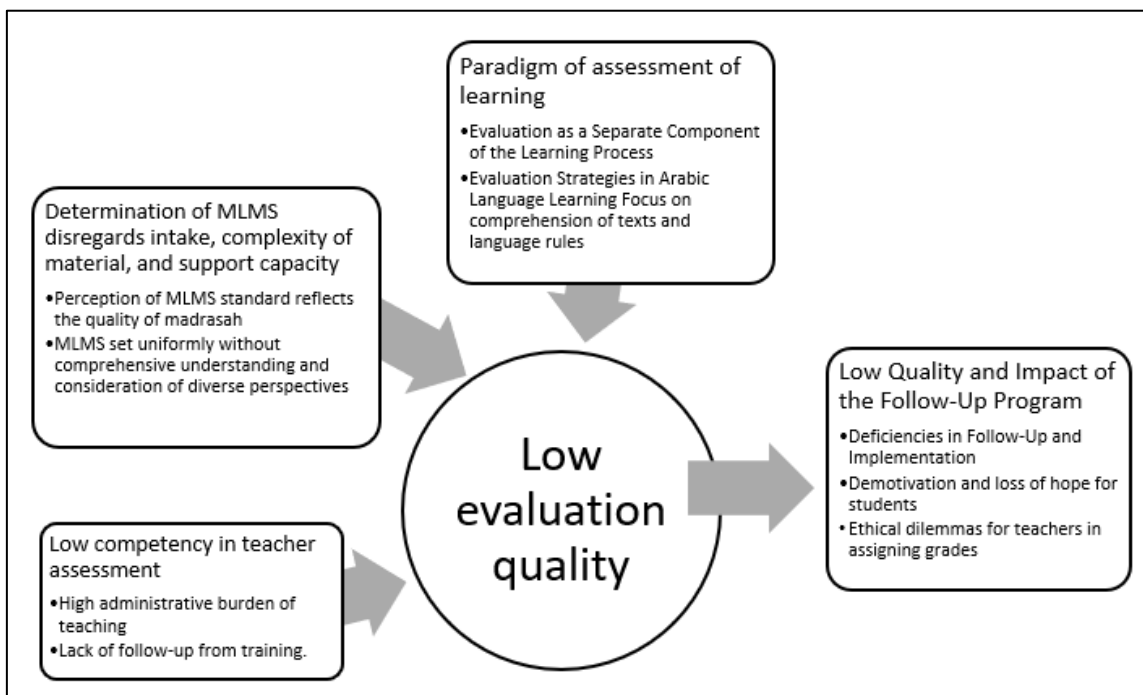 Paradigm of assessment of
learning
•Evaluation as a Separate Component
of the Learning Process
•Evaluation Strategies in Arabic
Language Learning Focus on
comprehension of texts and
language rules
Determination of MLMS
disregards intake, complexity of
material, and support capacity
•Perception of MLMS standard reflects
the quality of madrasah
•MLMS set uniformly without
comprehensive understanding and
consideration of diverse perspectives
Low competency in teacher
assessment
•High administrative burden of
teaching
•Lack of follow-up from training.
Low
evaluation
quality
Low Quality and Impact of
the Follow-Up Program
•Deficiencies in Follow-Up and
Implementation
•Demotivation and loss of hope for
students
•Ethical dilemmas for teachers in
assigning grades